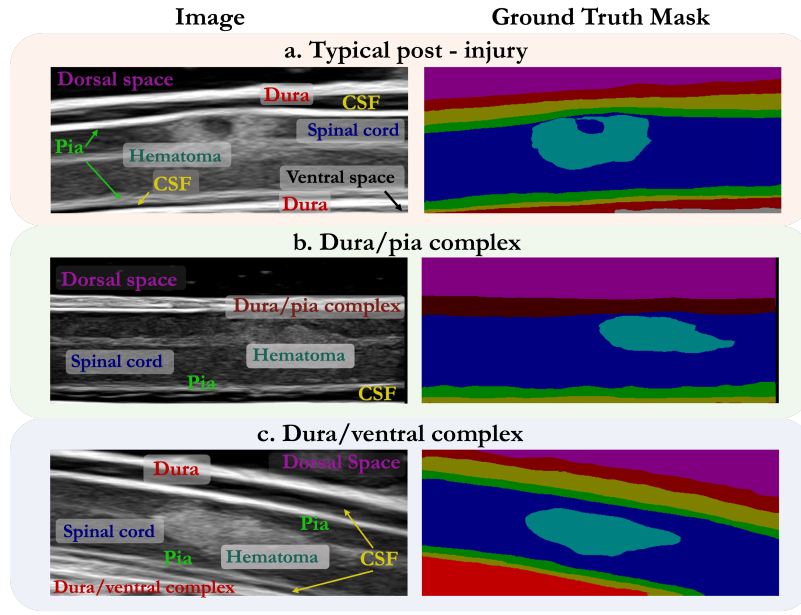 Image
Ground Truth Mask
a. Typical post - injury
Dorsal space
Dura
CSF
Spinal cord
Pia
Hematoma
Ventral space
CSF
Dura
b. Dura/pia complex
Dorsal space
Dura/pia complex
Hematoma
Spinal cord
Pia
CSF
c. Dura/ventral complex
Dura
Dorsal Space
Pia
Spinal cord
Pia
Hematoma
CSF
Dura/ventral complex